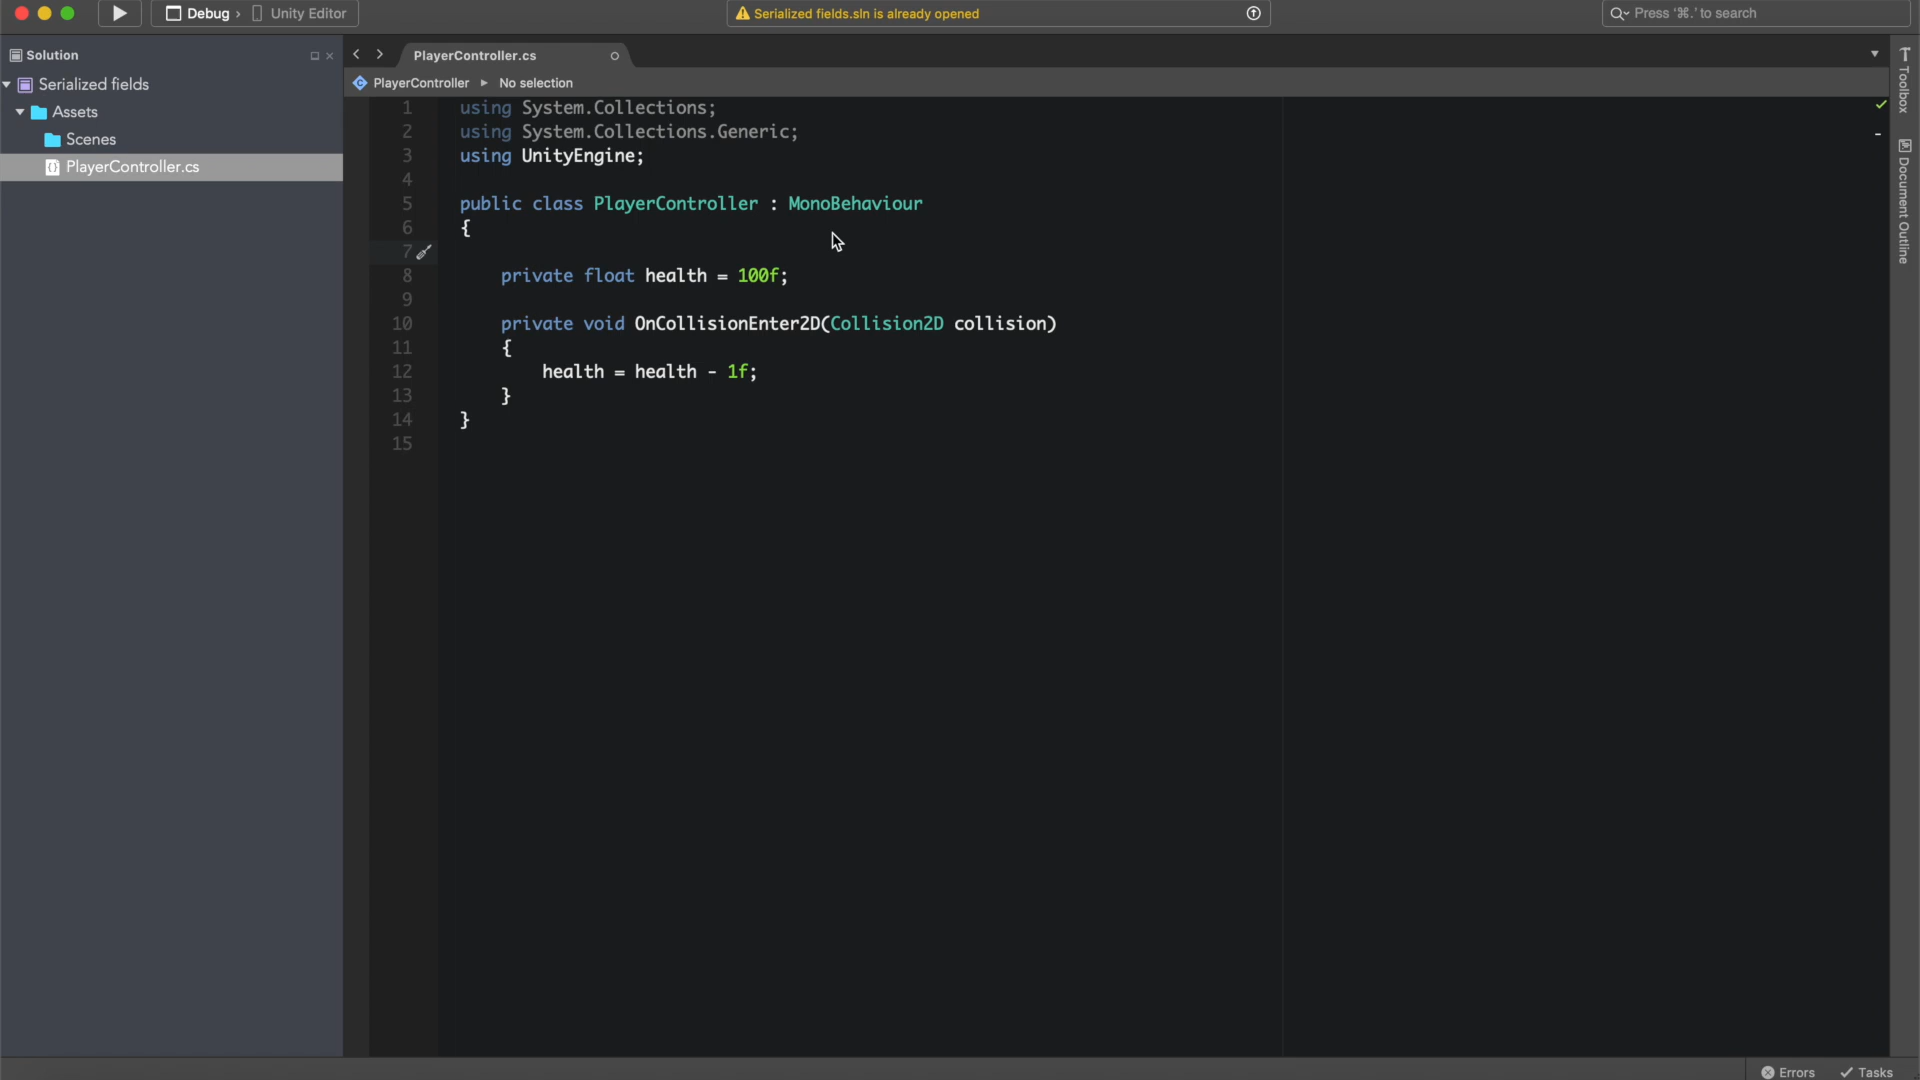 Debug › Unity Editor
Serialized fields.sln is already opened
Press '⌘.' to search
Solution
Serialized fields
Assets
Scenes
PlayerController.cs
PlayerController.cs
PlayerController ▸ No selection
1 using System.Collections;
2 using System.Collections.Generic;
3 using UnityEngine;
4
5 public class PlayerController : MonoBehaviour
6 {
7
8 private float health = 100f;
9
10 private void OnCollisionEnter2D(Collision2D collision)
11 {
12 health = health - 1f;
13 }
14 }
15
Toolbox
Document Outline
Errors
Tasks